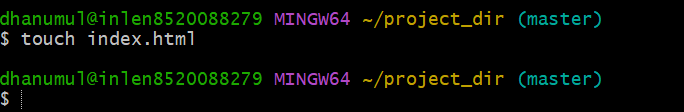 dhanumul@inlen8520088279 MINGW64 ~/project_dir (master)
$ touch index.html
dhanumul@inlen8520088279 MINGW64 ~/project_dir (master)
$